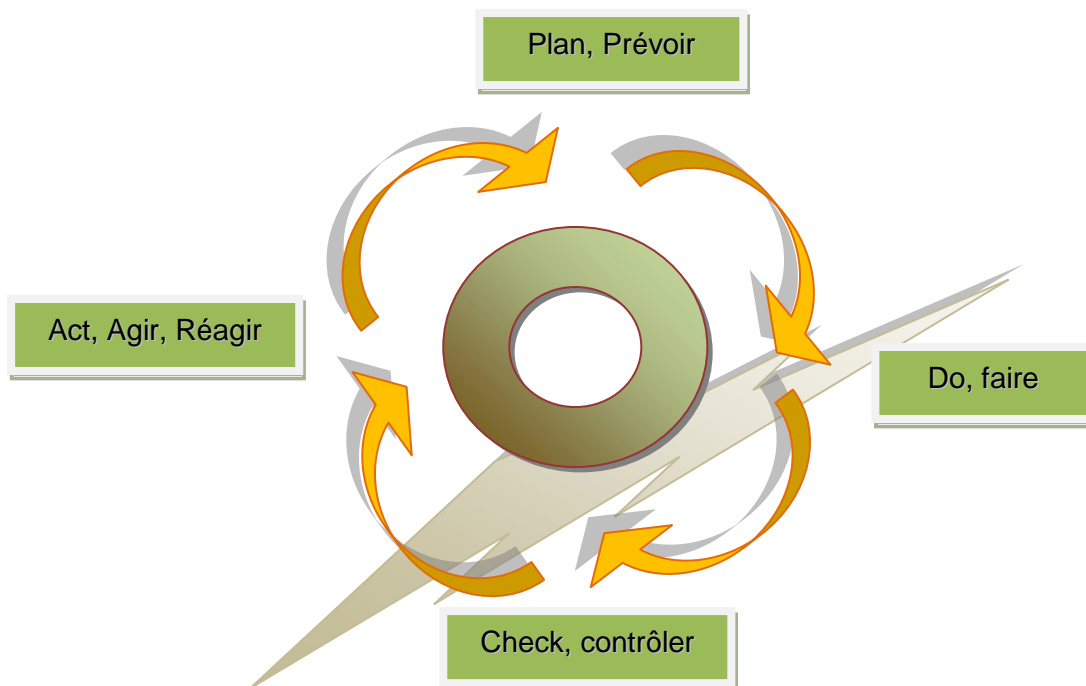 Plan, Prévoir
Act, Agir, Réagir
Do, faire
Check, contrôler